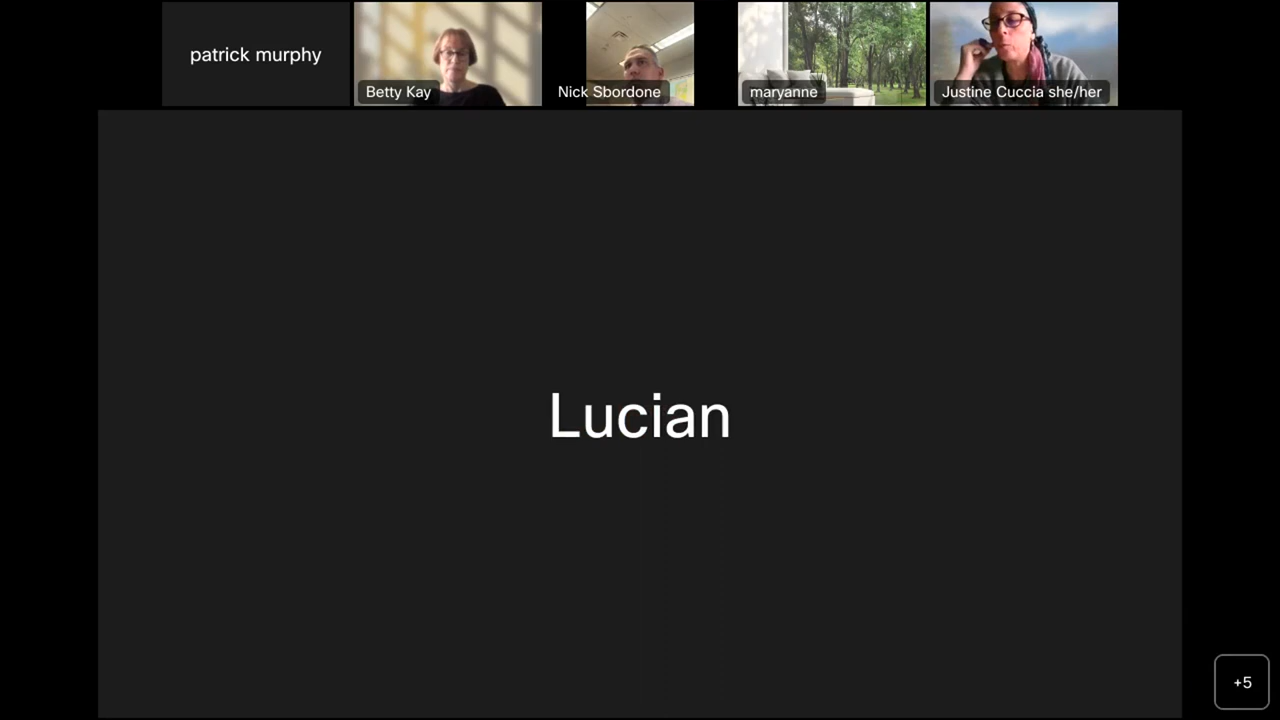 patrick murphy
Betty Kay
Nick Sbordone
maryanne
Justine Cuccia she/her
Lucian
+5